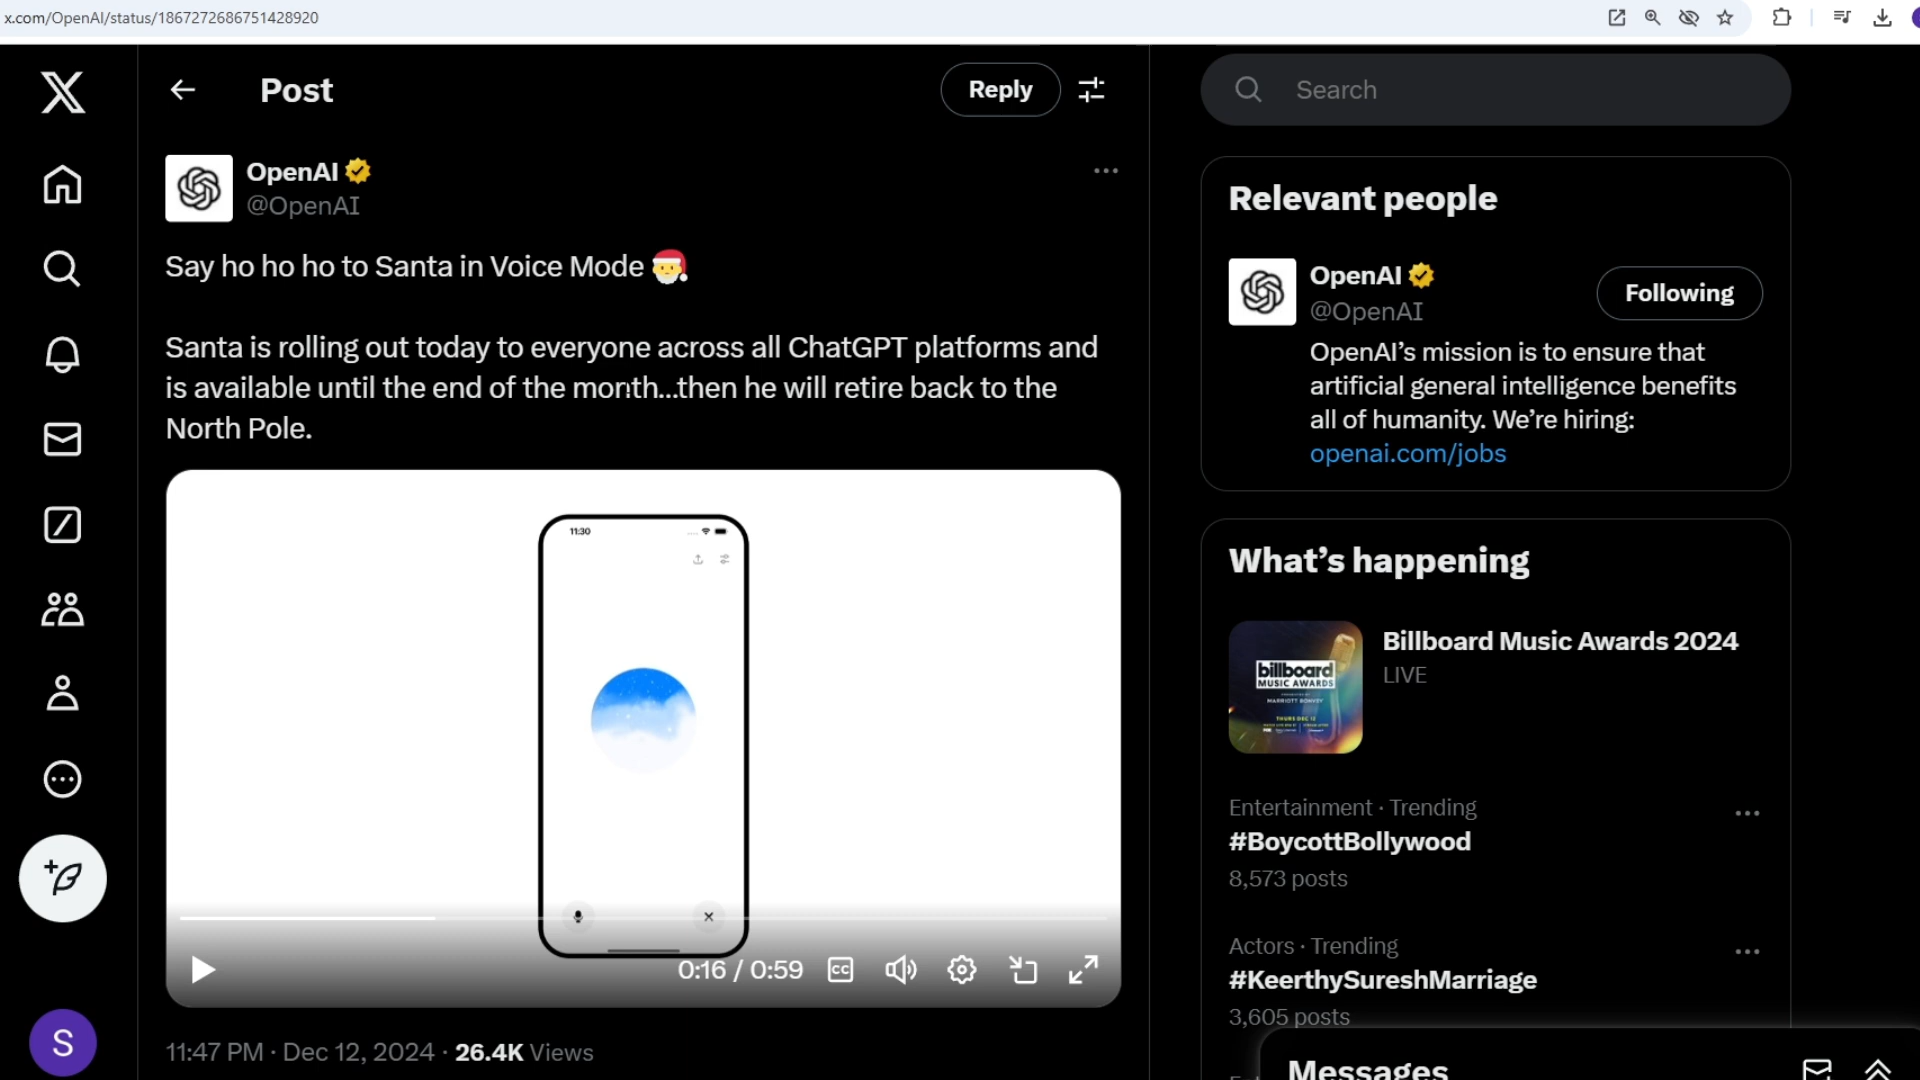 x.com/OpenAI/status/1867272686751428920
Post
Reply
OpenAI
@OpenAI
Say ho ho ho to Santa in Voice Mode 🎅
Santa is rolling out today to everyone across all ChatGPT platforms and
is available until the end of the month...then he will retire back to the
North Pole.
11:30
0:16 / 0:59
CC
11:47 PM · Dec 12, 2024 · 26.4K Views
S
Search
Relevant people
OpenAI
@OpenAI
Following
OpenAI’s mission is to ensure that
artificial general intelligence benefits
all of humanity. We’re hiring:
openai.com/jobs
What’s happening
billboard
MUSIC AWARDS
Billboard Music Awards 2024
LIVE
Entertainment · Trending
#BoycottBollywood
8,573 posts
Actors · Trending
#KeerthySureshMarriage
3,605 posts
Messages